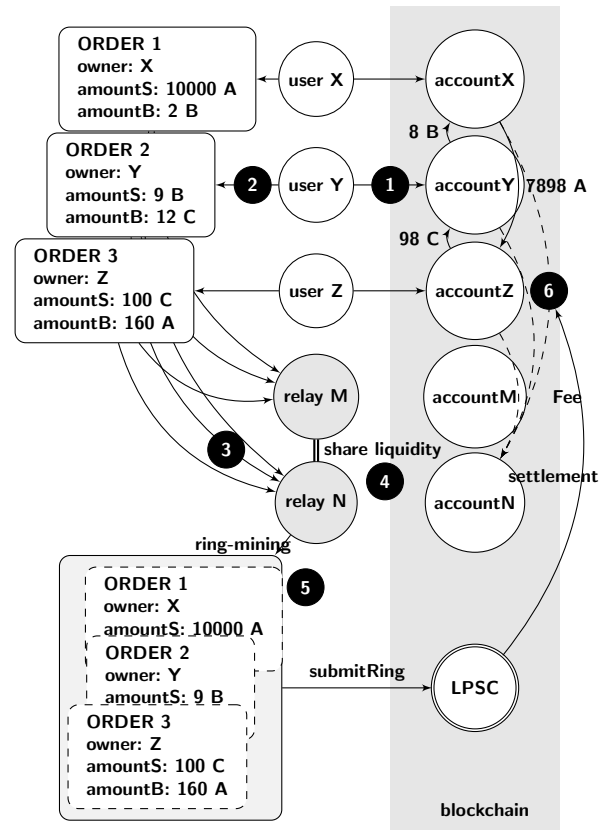 ORDER 1
owner: X
amountS: 10000 A
amountB: 2 B
user X
accountX
8 B
ORDER 2
owner: Y
amountS: 9 B
amountB: 12 C
2
user Y
1
accountY
7898 A
98 C
ORDER 3
owner: Z
amountS: 100 C
amountB: 160 A
user Z
accountZ
6
relay M
accountM
Fee
3
share liquidity
4
relay N
accountN
settlement
ring-mining
5
ORDER 1
owner: X
amountS: 10000 A
ORDER 2
owner: Y
amountS: 9 B
ORDER 3
owner: Z
amountS: 100 C
amountB: 160 A
submitRing
LPSC
blockchain